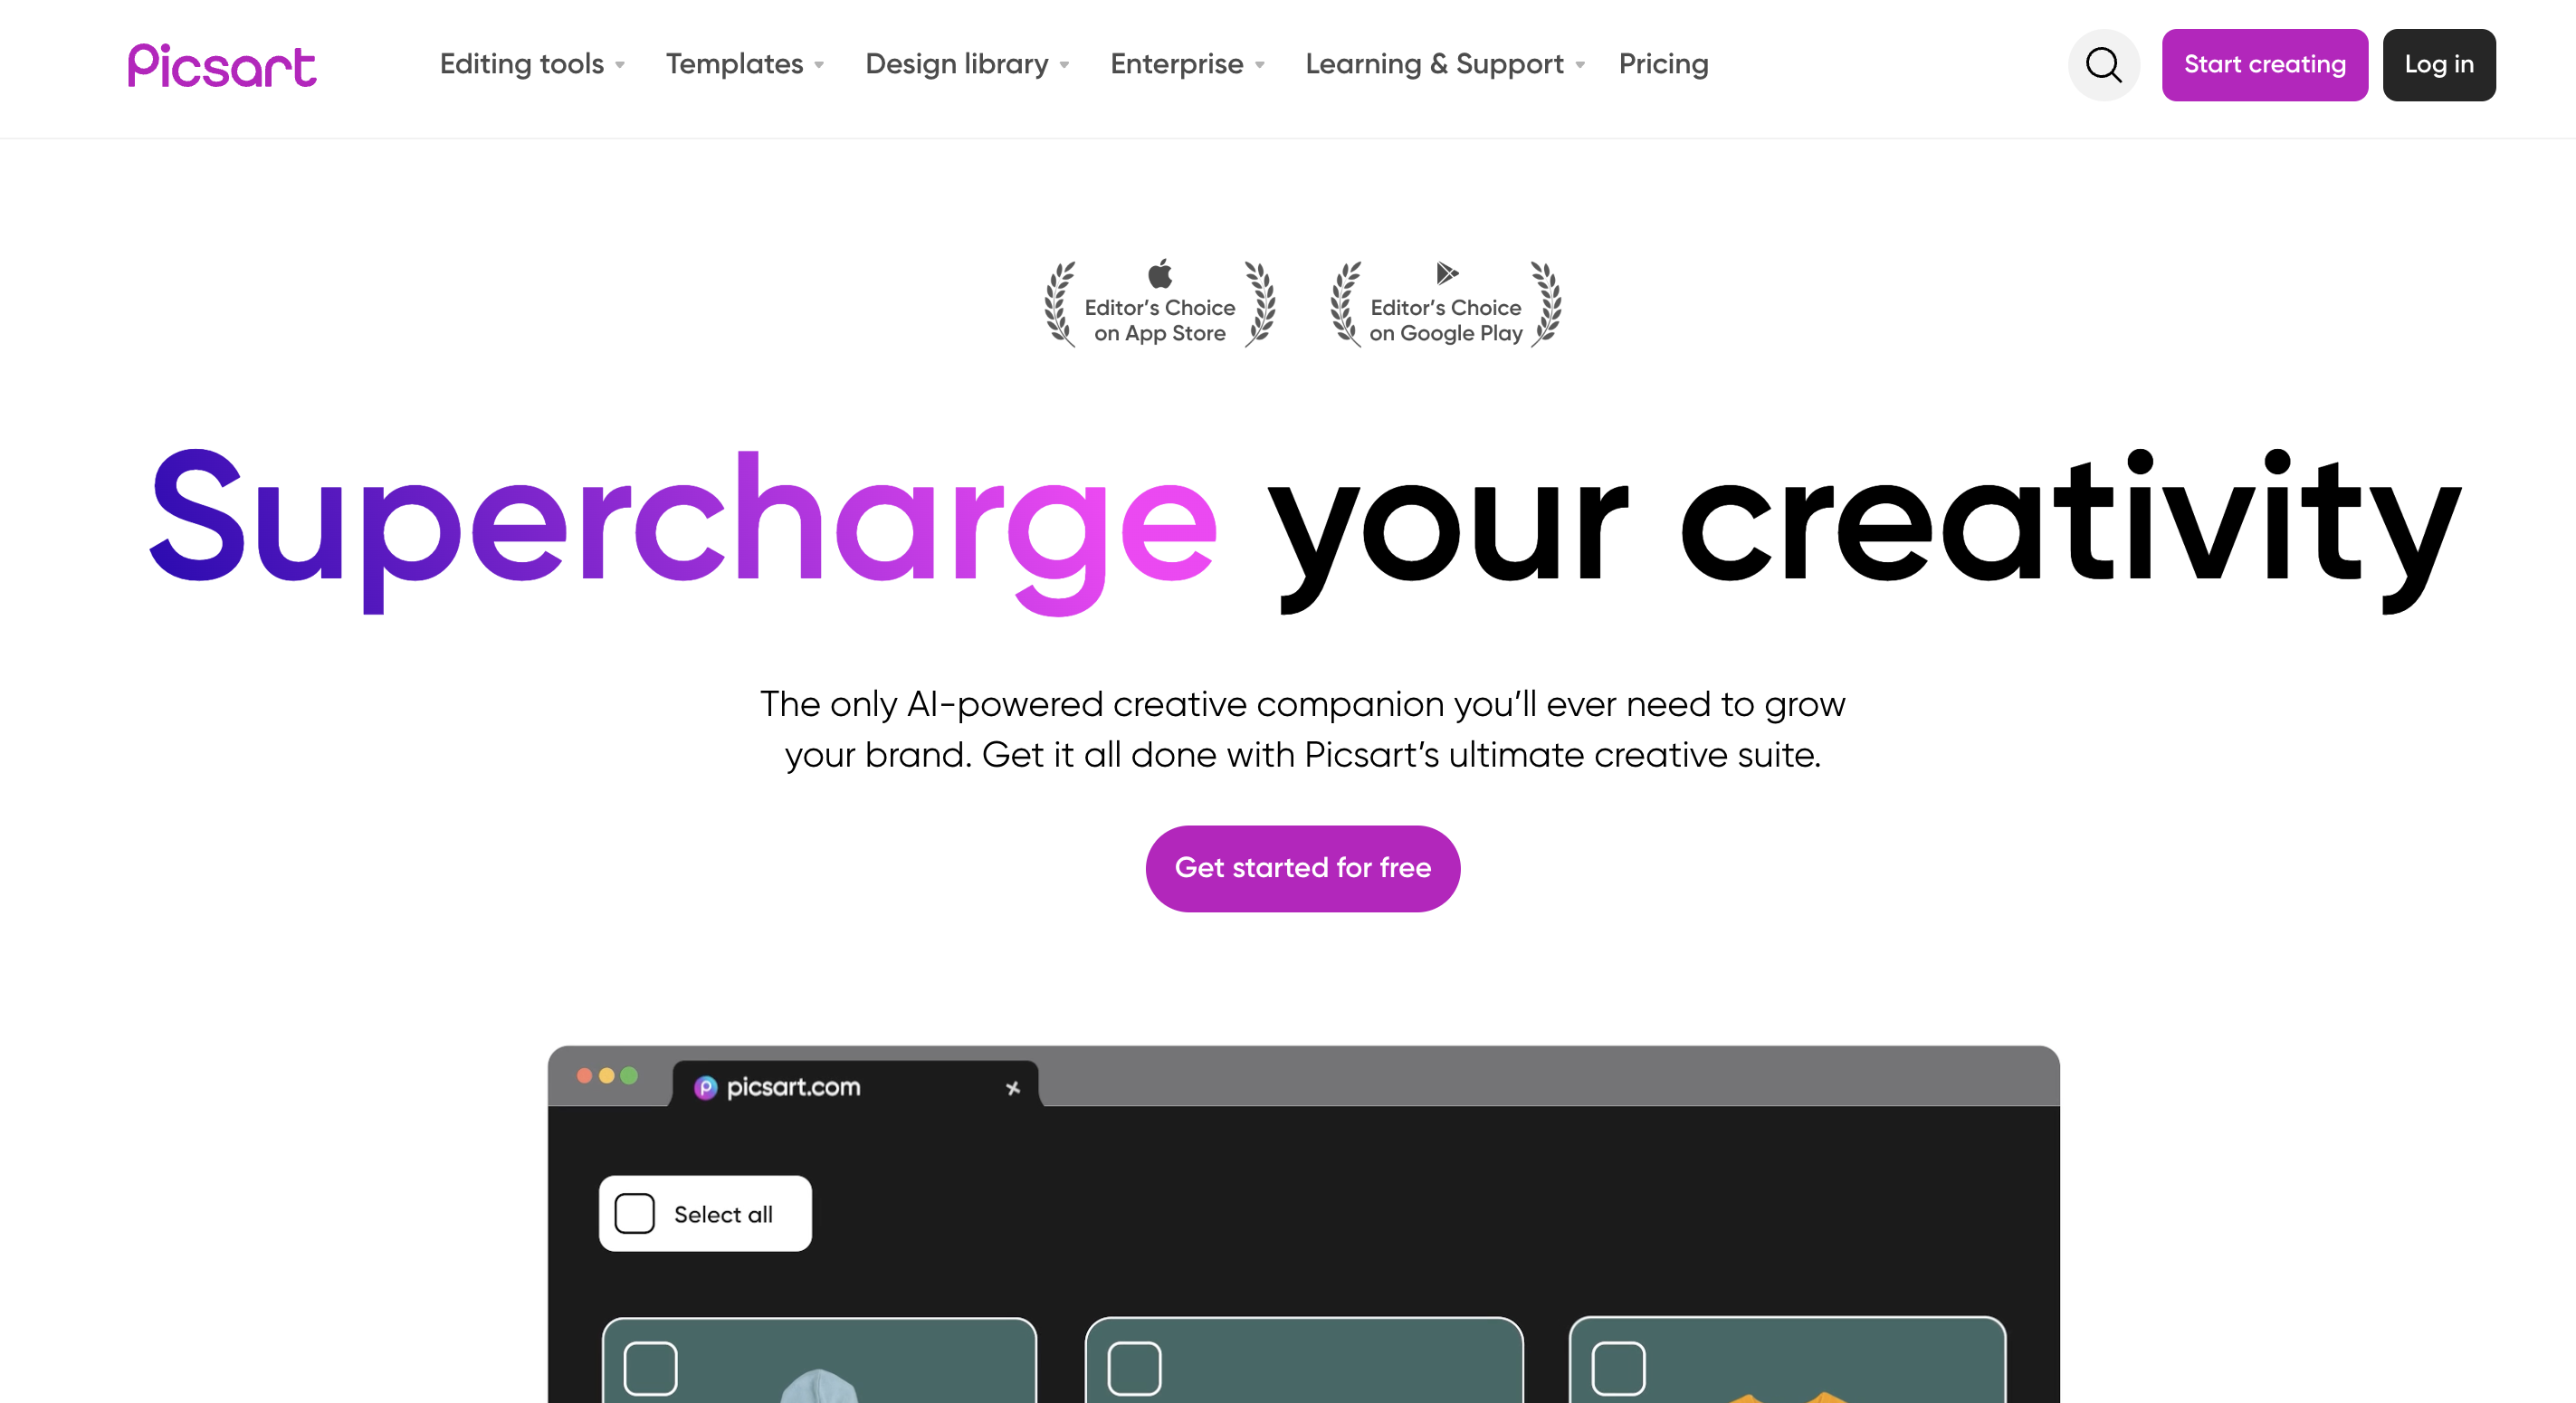 Picsart
Editing tools
Templates
Design library
Enterprise
Learning & Support
Pricing
Start creating
Log in
Editor’s Choice
on App Store
Editor’s Choice
on Google Play
Supercharge your creativity
The only AI-powered creative companion you’ll ever need to grow
your brand. Get it all done with Picsart’s ultimate creative suite.
Get started for free
picsart.com
Select all